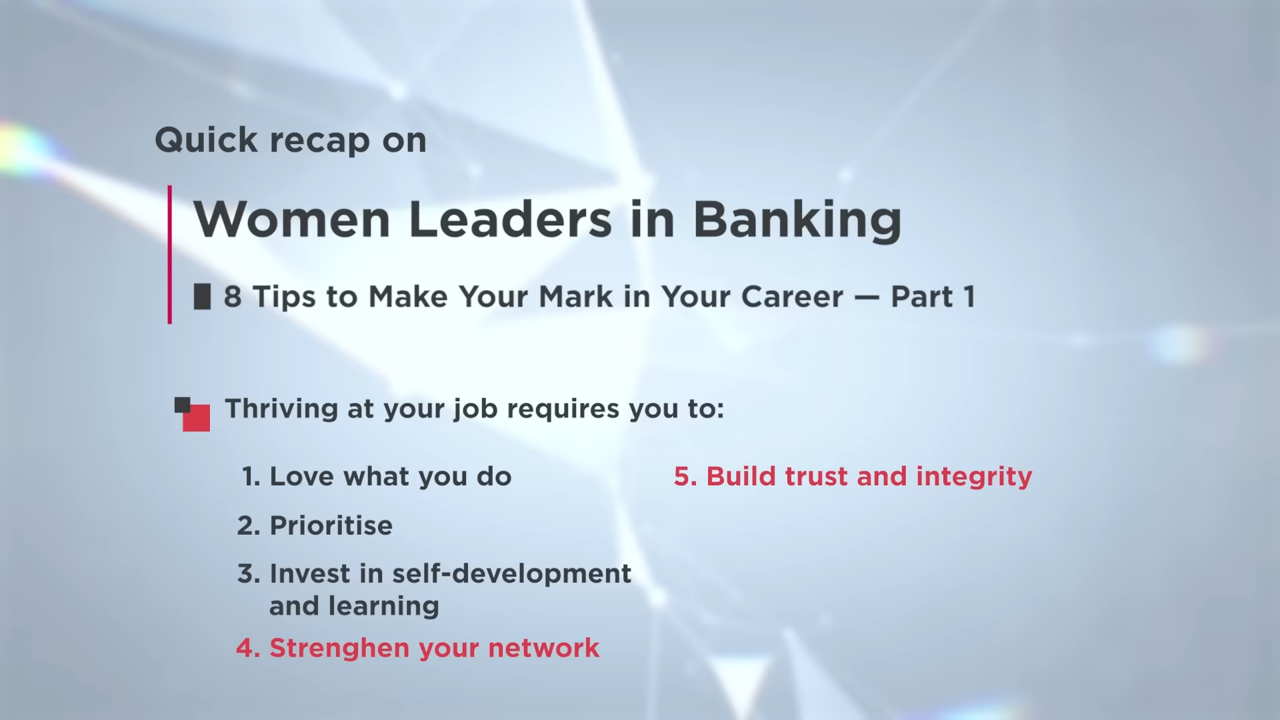 Quick recap on
Women Leaders in Banking
8 Tips to Make Your Mark in Your Career — Part 1
Thriving at your job requires you to:
1. Love what you do
2. Prioritise
3. Invest in self-development
and learning
4. Strenghen your network
5. Build trust and integrity